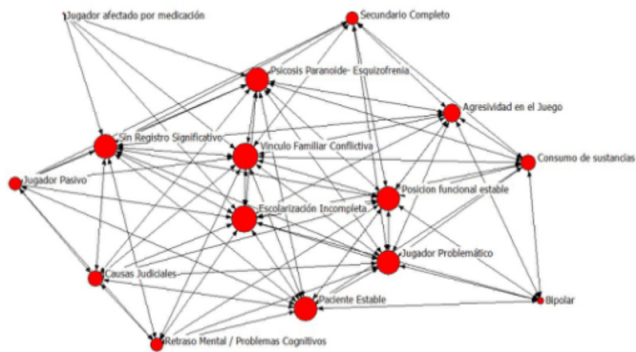 Jugador afectado por medicación
Secundario Completo
Psicosis Paranoide- Esquizofrenia
Agresividad en el Juego
Sin Registro Significativo
Vinculo Familiar Conflictiva
Consumo de sustancias
Jugador Pasivo
Posicion funcional estable
Escolarización Incompleta
Jugador Problemático
Causas Judiciales
Paciente Estable
Bipolar
Retraso Mental / Problemas Cognitivos